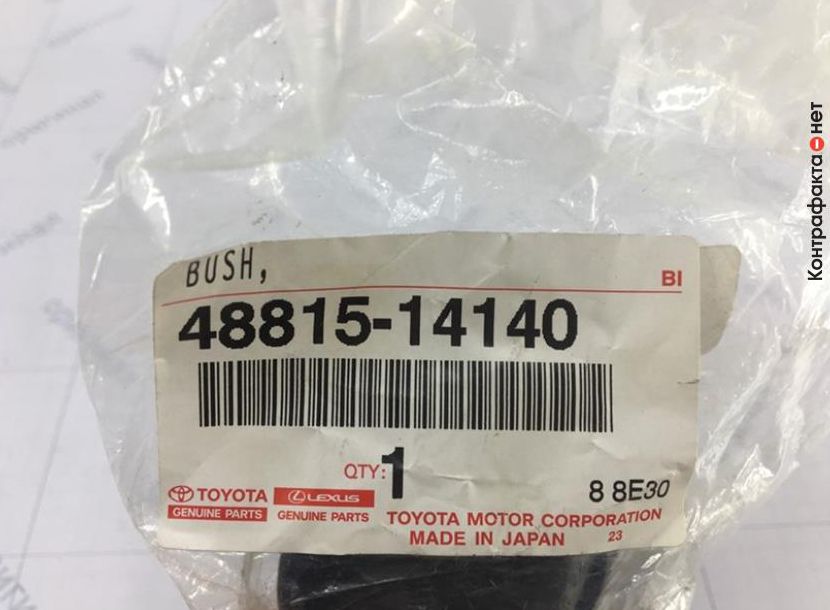 BUSH,
BI
48815-14140
QTY: 1
8 8E30
TOYOTA
GENUINE PARTS
LEXUS
GENUINE PARTS
TOYOTA MOTOR CORPORATION
MADE IN JAPAN 23
Контрафакта–нет